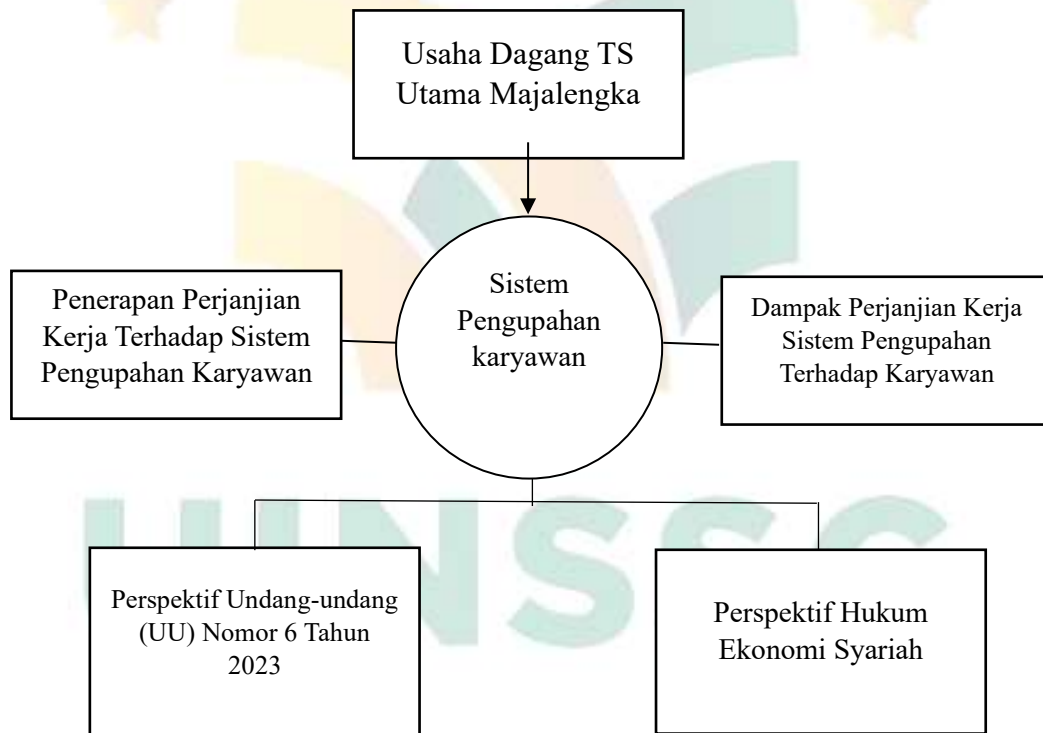 Usaha Dagang TS
Utama Majalengka
Sistem
Pengupahan
karyawan
Penerapan Perjanjian
Kerja Terhadap Sistem
Pengupahan Karyawan
Dampak Perjanjian Kerja
Sistem Pengupahan
Terhadap Karyawan
UINSSC
Perspektif Undang-undang
(UU) Nomor 6 Tahun
2023
Perspektif Hukum
Ekonomi Syariah